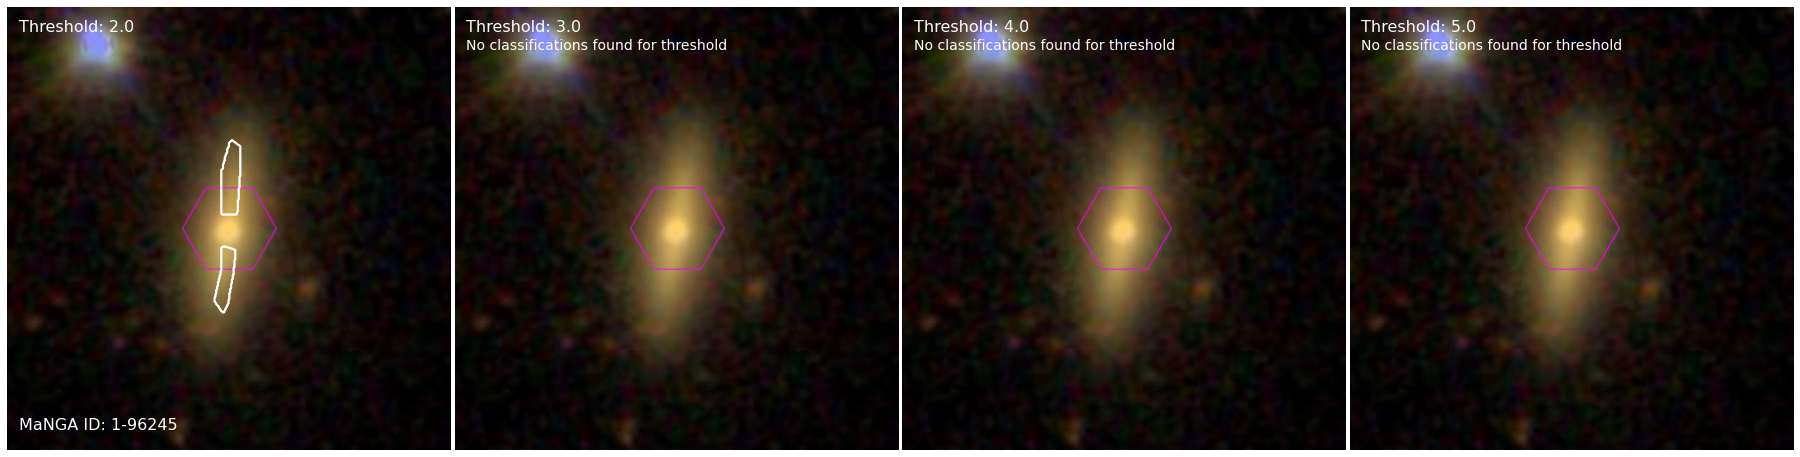 Threshold: 2.0
MaNGA ID: 1-96245
Threshold: 3.0
No classifications found for threshold
Threshold: 4.0
No classifications found for threshold
Threshold: 5.0
No classifications found for threshold